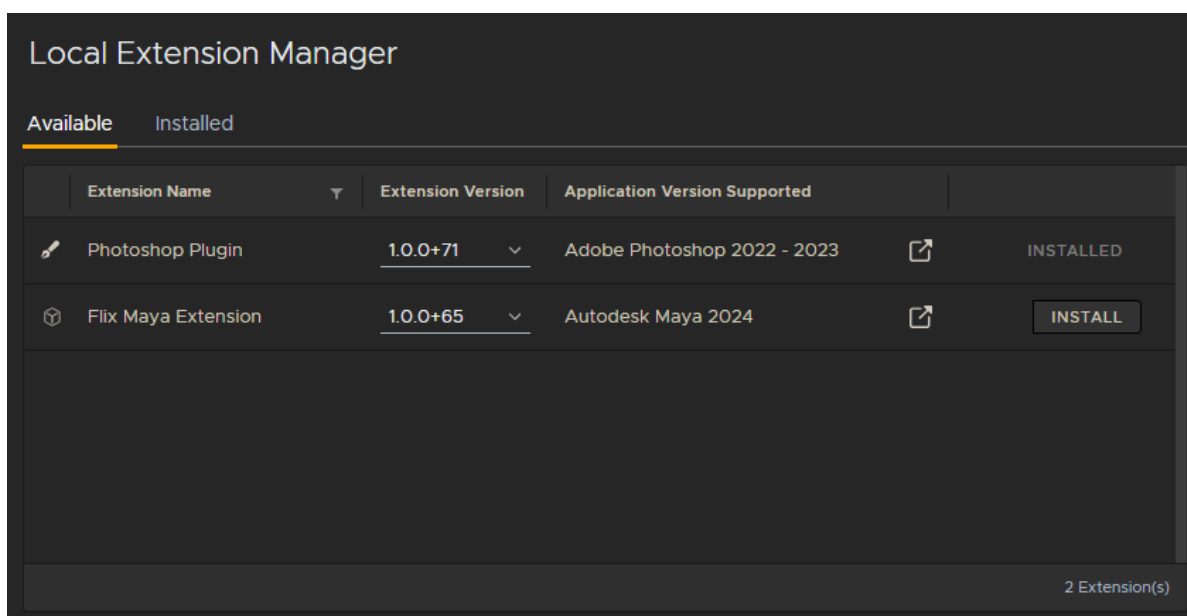 Local Extension Manager
Available Installed
Extension Name Extension Version Application Version Supported
Photoshop Plugin 1.0.0+71 Adobe Photoshop 2022 - 2023 INSTALLED
Flix Maya Extension 1.0.0+65 Autodesk Maya 2024 INSTALL
2 Extension(s)